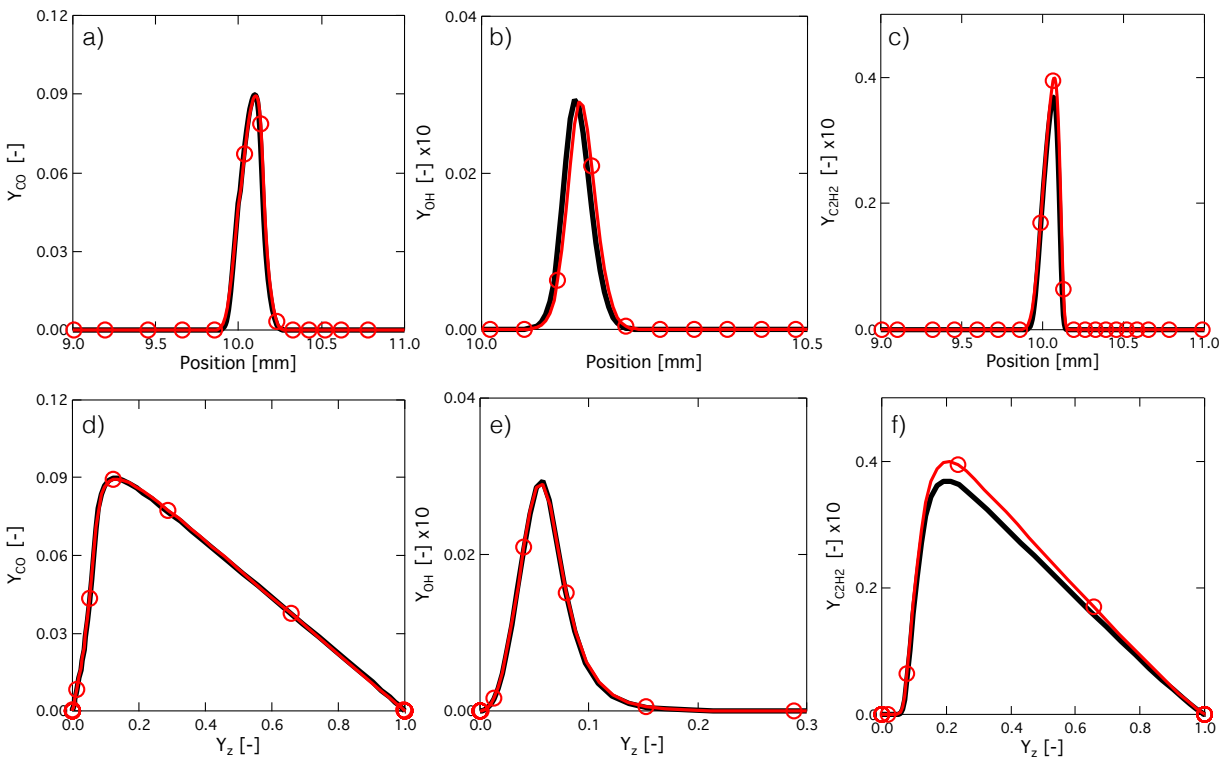 a)
0.12
0.09
0.06
0.03
0.00
Y_CO [-]
9.0 9.5 10.0 10.5 11.0
Position [mm]
b)
0.04
0.02
0.00
Y_OH [-] x10
10.0 10.5
Position [mm]
c)
0.4
0.2
0.0
Y_C2H2 [-] x10
9.0 9.5 10.0 10.5 11.0
Position [mm]
d)
0.12
0.09
0.06
0.03
0.00
Y_CO [-]
0.0 0.2 0.4 0.6 0.8 1.0
Y_z [-]
e)
0.04
0.02
0.00
Y_OH [-] x10
0.0 0.1 0.2 0.3
Y_z [-]
f)
0.4
0.2
0.0
Y_C2H2 [-] x10
0.0 0.2 0.4 0.6 0.8 1.0
Y_z [-]